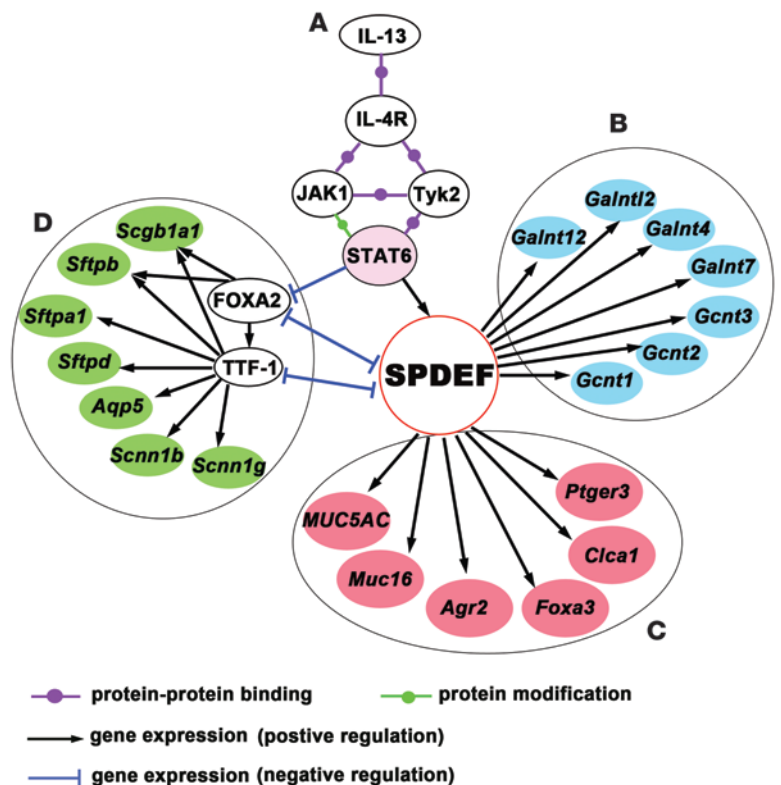 A
IL-13
IL-4R
JAK1
Tyk2
STAT6
B
Galntl2
Galnt12
Galnt4
Galnt7
Gcnt3
Gcnt2
Gcnt1
D
Scgb1a1
Sftpb
FOXA2
Sftpa1
TTF-1
Sftpd
Aqp5
Scnn1b
Scnn1g
SPDEF
Ptger3
MUC5AC
Clca1
Muc16
Agr2
Foxa3
C
protein-protein binding
protein modification
gene expression (postive regulation)
gene expression (negative regulation)